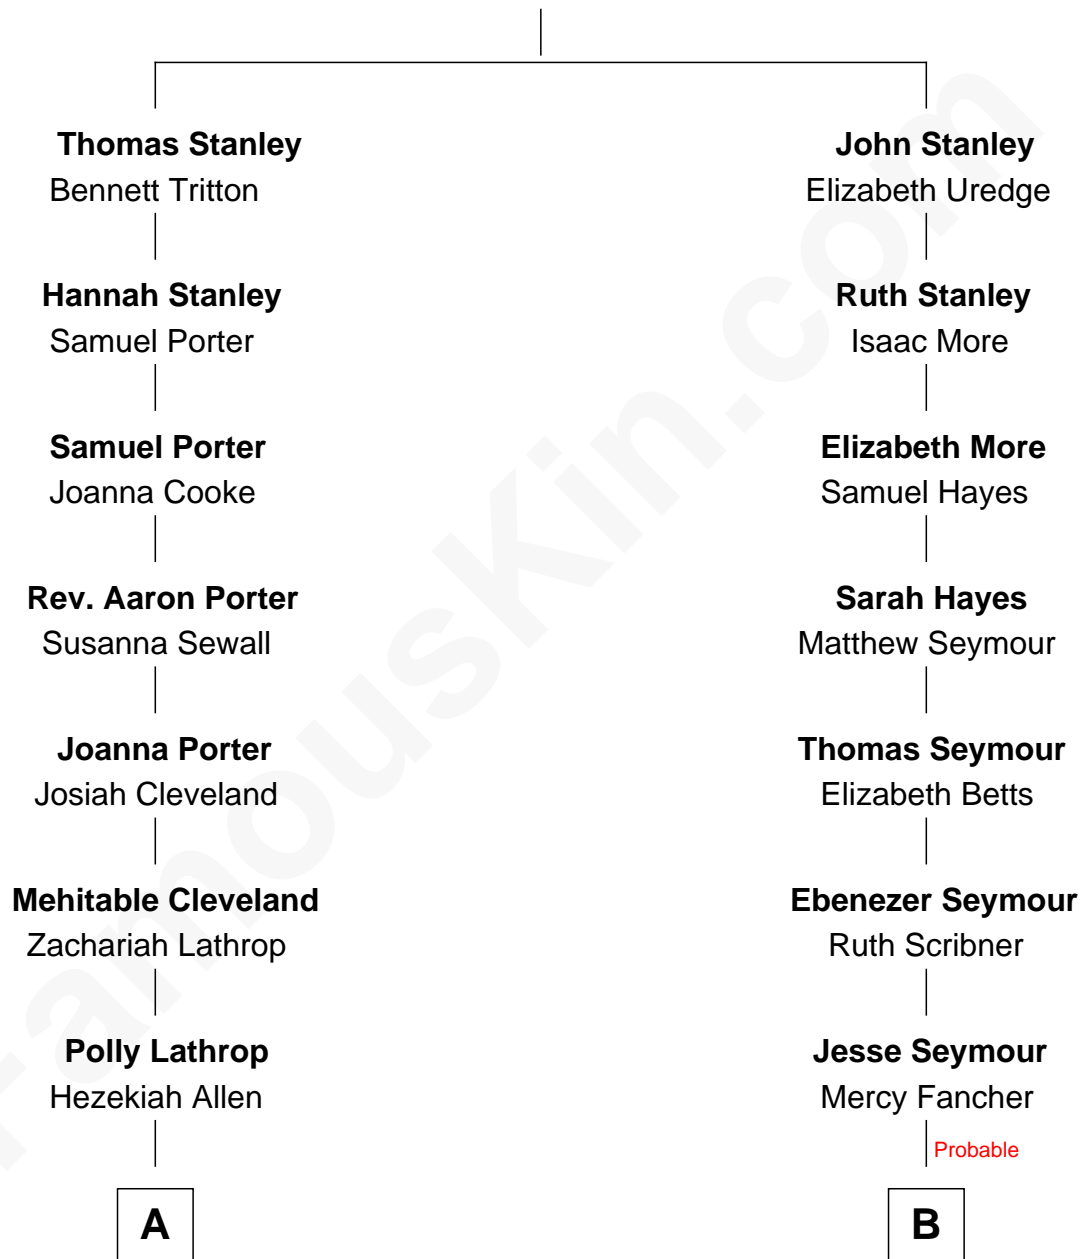 Thomas Stanley
Bennett Tritton
Hannah Stanley
Samuel Porter
Samuel Porter
Joanna Cooke
Rev. Aaron Porter
Susanna Sewall
Joanna Porter
Josiah Cleveland
Mehitable Cleveland
Zachariah Lathrop
Polly Lathrop
Hezekiah Allen
A
John Stanley
Elizabeth Uredge
Ruth Stanley
Isaac More
Elizabeth More
Samuel Hayes
Sarah Hayes
Matthew Seymour
Thomas Seymour
Elizabeth Betts
Ebenezer Seymour
Ruth Scribner
Jesse Seymour
Mercy Fancher
Probable
B
FamousKin.com